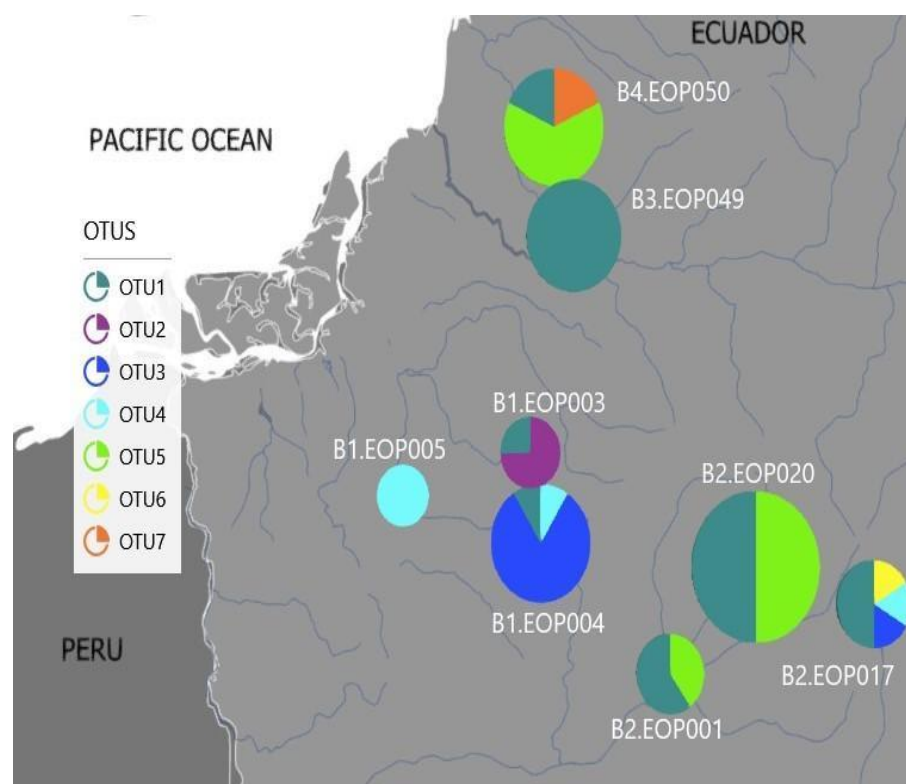 ECUADOR
B4.EOP050
PACIFIC OCEAN
B3.EOP049
OTUS
OTU1
OTU2
OTU3
OTU4
OTU5
OTU6
OTU7
B1.EOP003
B1.EOP005
B2.EOP020
B1.EOP004
PERU
B2.EOP017
B2.EOP001